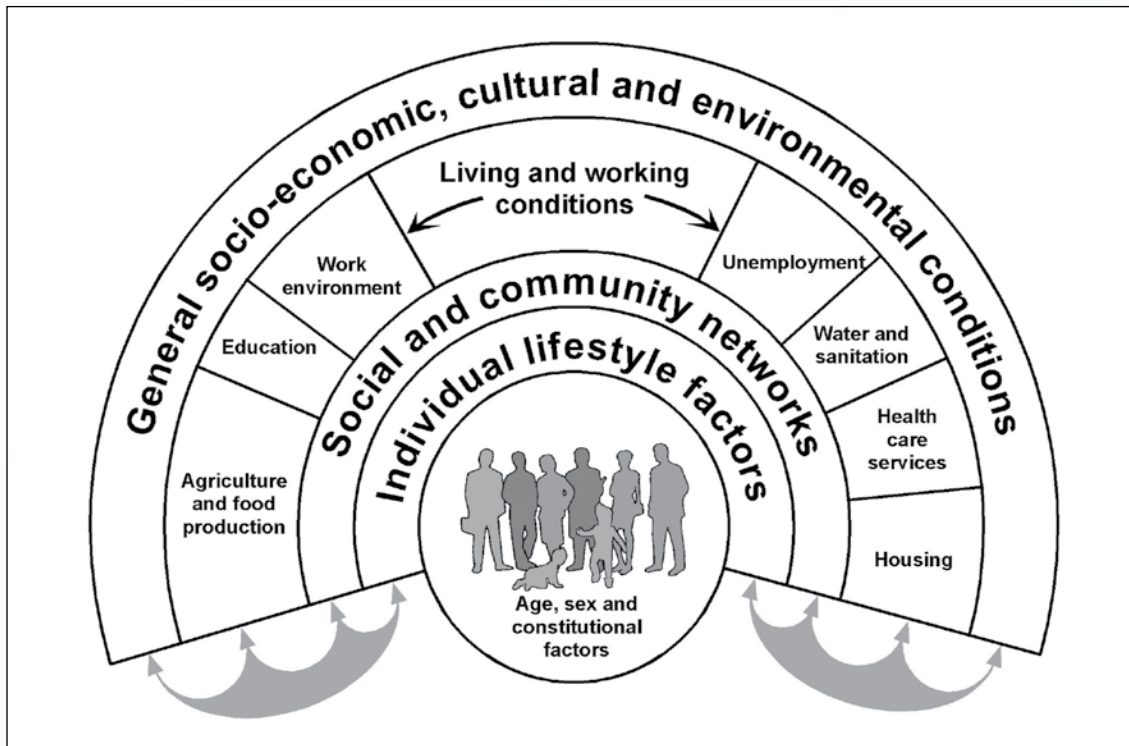 General socio-economic, cultural and environmental conditions
Living and working
conditions
Work
environment
Unemployment
Education
Water and
sanitation
Agriculture
and food
production
Health
care
services
Housing
Social and community networks
Individual lifestyle factors
Age, sex and
constitutional
factors